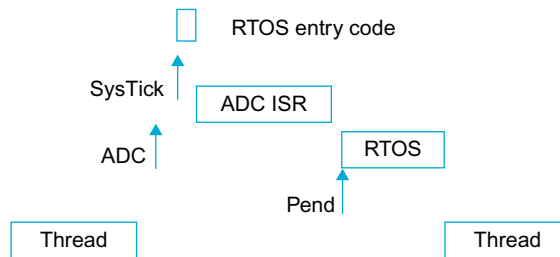 RTOS entry code
SysTick
ADC ISR
ADC
RTOS
Pend
Thread
Thread